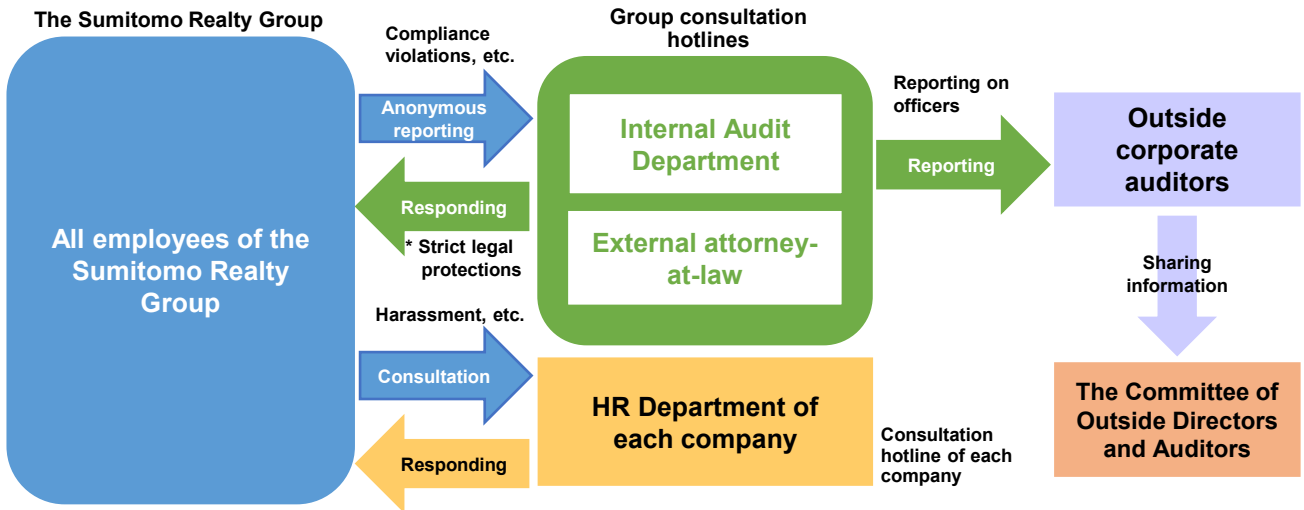 The Sumitomo Realty Group
All employees of the
Sumitomo Realty
Group
Compliance
violations, etc.
Anonymous
reporting
Responding
* Strict legal
protections
Harassment, etc.
Consultation
Responding
Group consultation
hotlines
Internal Audit
Department
External attorney-
at-law
HR Department of
each company
Consultation
hotline of each
company
Reporting on
officers
Reporting
Outside
corporate
auditors
Sharing
information
The Committee of
Outside Directors
and Auditors